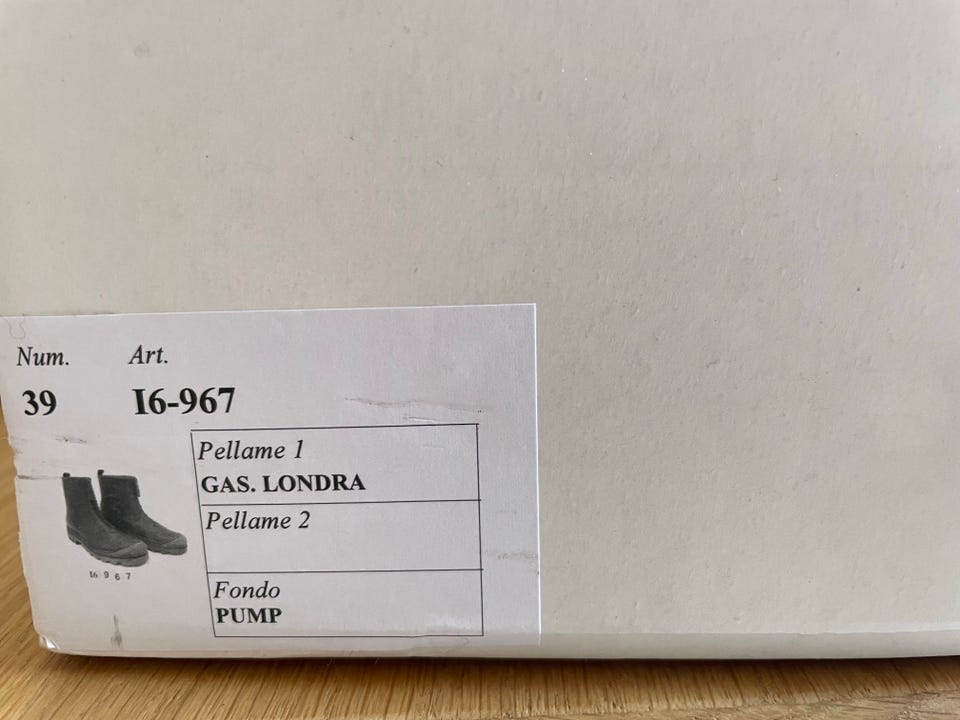 Num. Art.
39 I6-967
Pellame 1
GAS. LONDRA
Pellame 2
I6 9 6 7
Fondo
PUMP